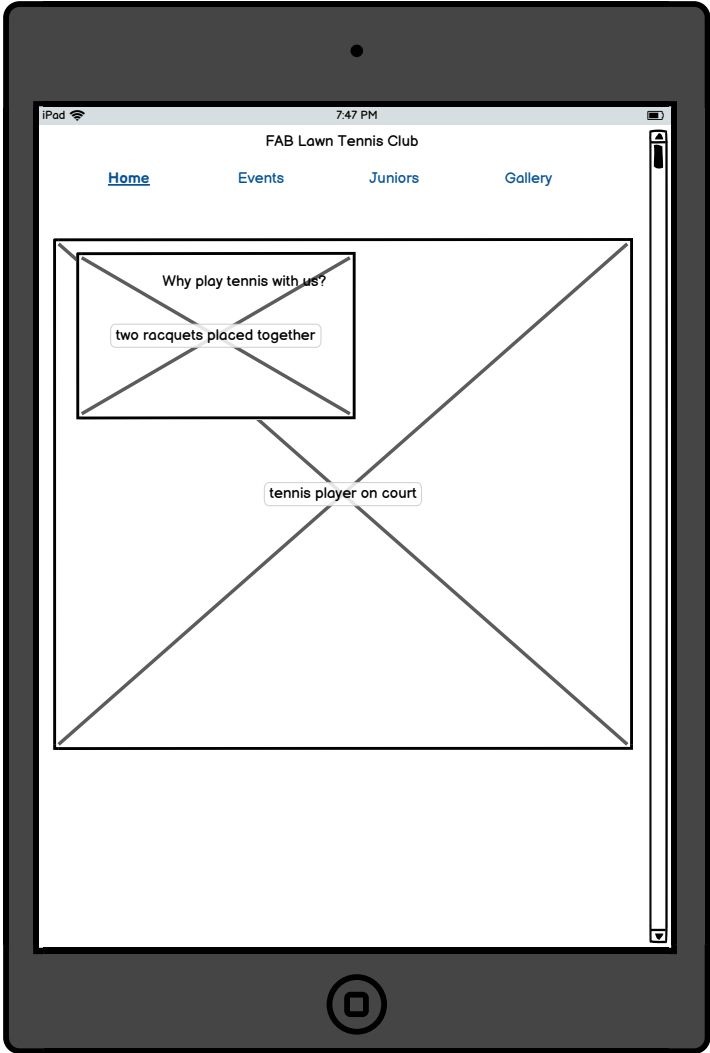 iPad 7:47 PM
FAB Lawn Tennis Club
Home Events Juniors Gallery
Why play tennis with us?
two racquets placed together
tennis player on court